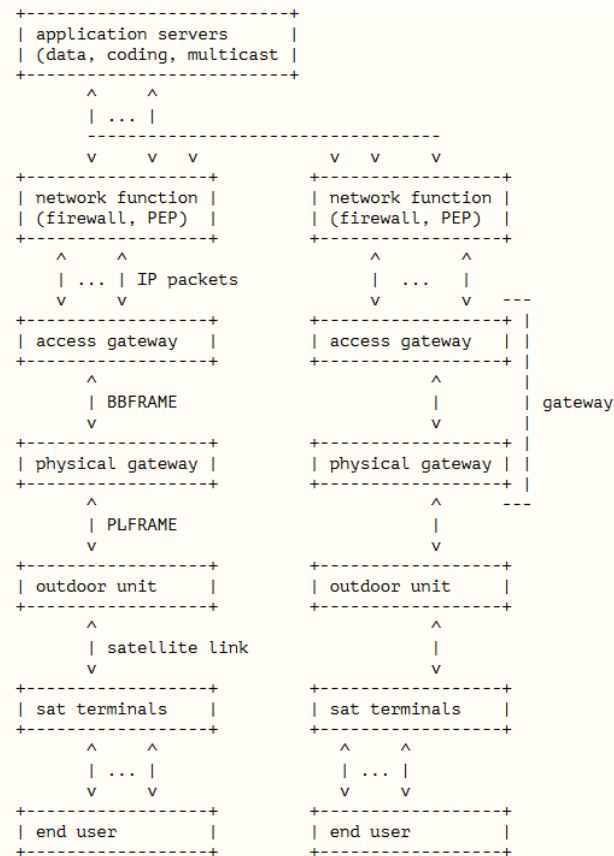 application servers
(data, coding, multicast
...
network function
(firewall, PEP)
network function
(firewall, PEP)
... IP packets
...
access gateway
access gateway
BBFRAME
gateway
physical gateway
physical gateway
PLFRAME
outdoor unit
outdoor unit
satellite link
sat terminals
sat terminals
...
...
end user
end user